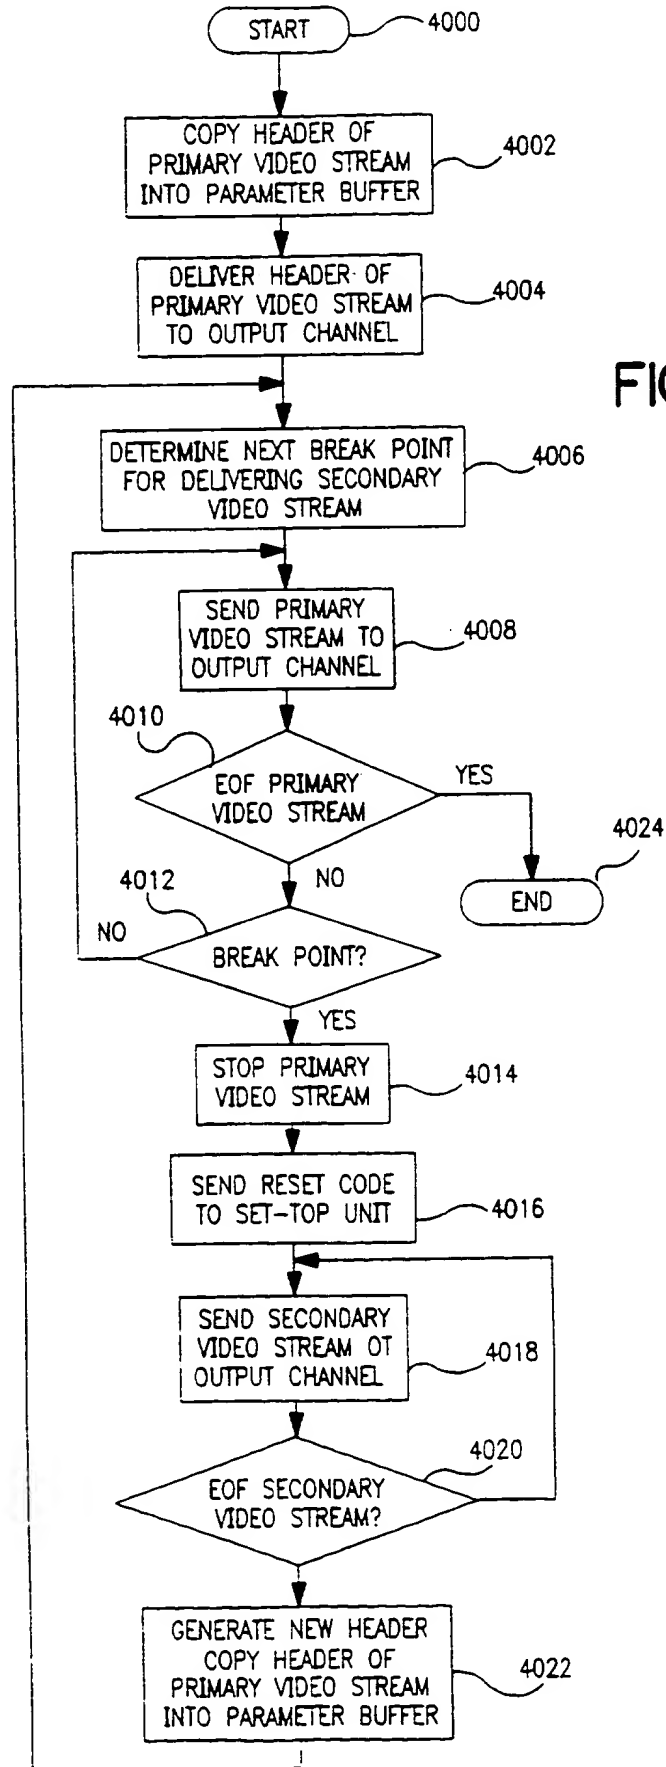 START
4000
COPY HEADER OF
PRIMARY VIDEO STREAM
INTO PARAMETER BUFFER
4002
DELIVER HEADER OF
PRIMARY VIDEO STREAM
TO OUTPUT CHANNEL
4004
FIG
DETERMINE NEXT BREAK POINT
FOR DELIVERING SECONDARY
VIDEO STREAM
4006
SEND PRIMARY
VIDEO STREAM TO
OUTPUT CHANNEL
4008
4010
EOF PRIMARY
VIDEO STREAM
YES
4024
END
NO
4012
NO
BREAK POINT?
YES
STOP PRIMARY
VIDEO STREAM
4014
SEND RESET CODE
TO SET-TOP UNIT
4016
SEND SECONDARY
VIDEO STREAM OT
OUTPUT CHANNEL
4018
4020
EOF SECONDARY
VIDEO STREAM?
GENERATE NEW HEADER
COPY HEADER OF
PRIMARY VIDEO STREAM
INTO PARAMETER BUFFER
4022